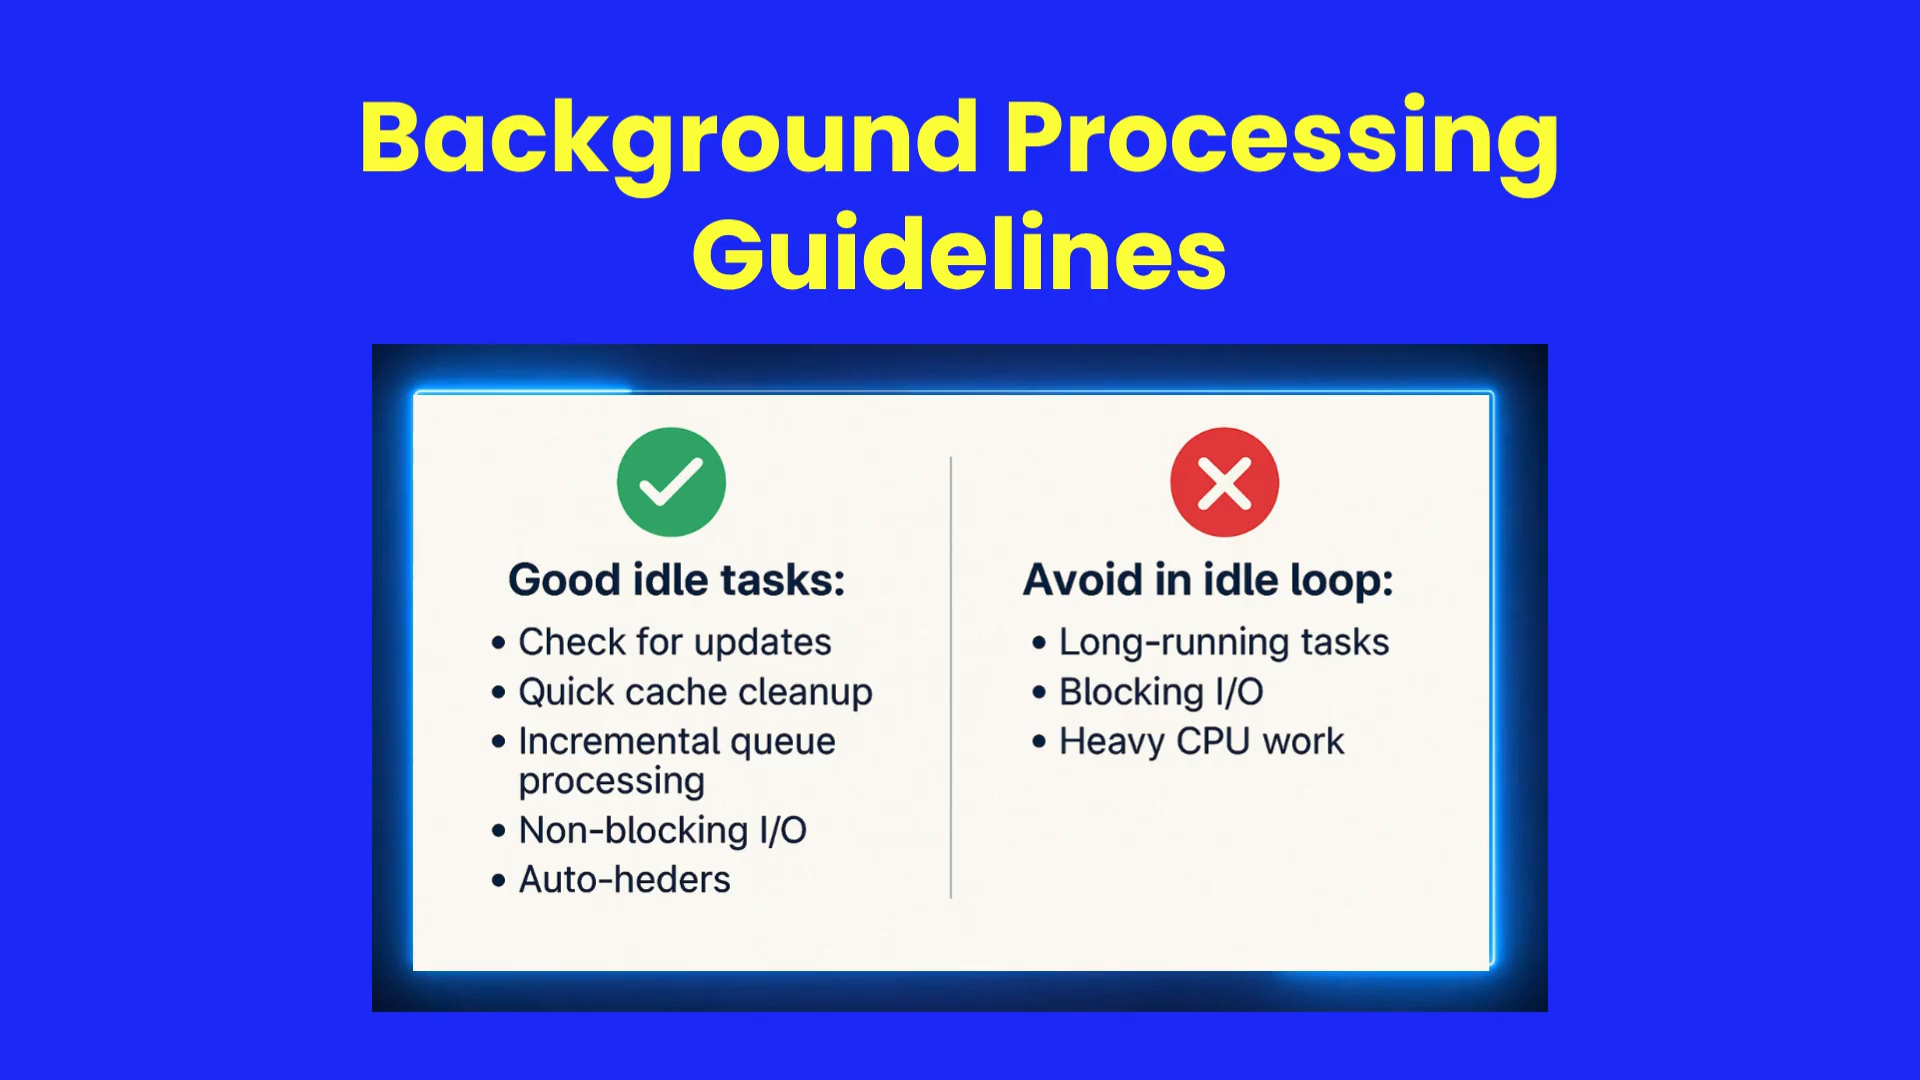 Background Processing
Guidelines
Good idle tasks:
• Check for updates
• Quick cache cleanup
• Incremental queue
processing
• Non-blocking I/O
• Auto-heders
Avoid in idle loop:
• Long-running tasks
• Blocking I/O
• Heavy CPU work